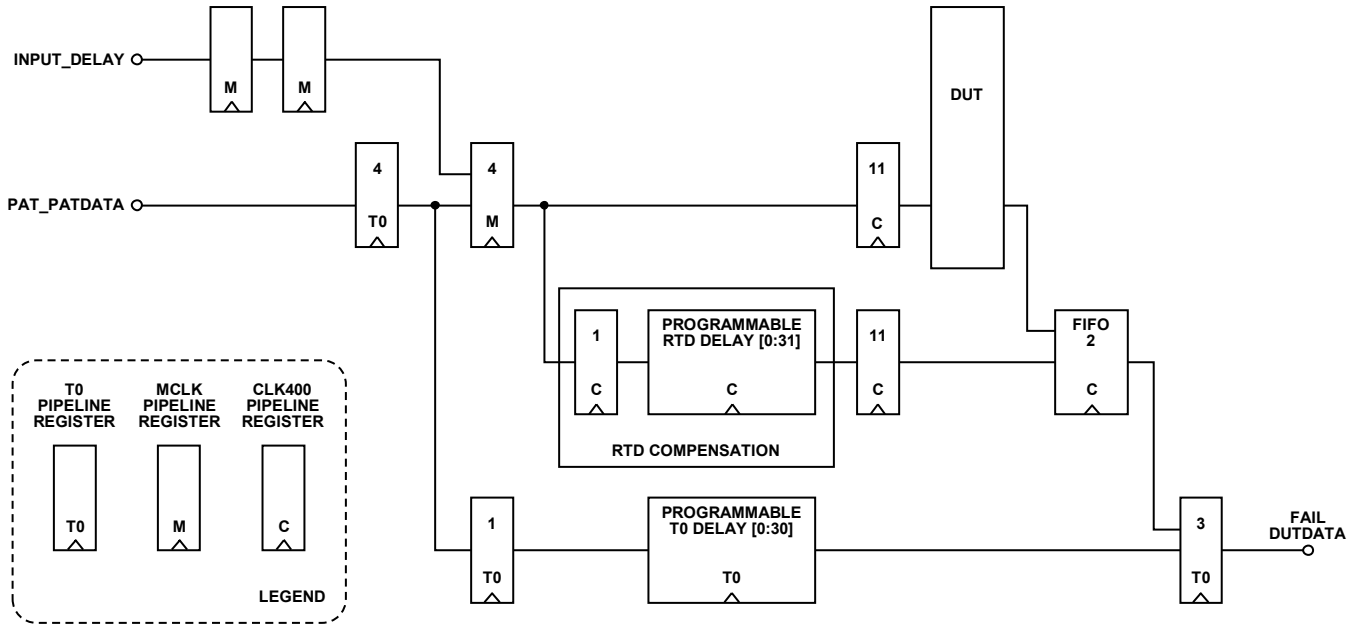 INPUT_DELAY
M
M
DUT
PAT_PATDATA
4
T0
4
M
11
C
1
C
PROGRAMMABLE
RTD DELAY [0:31]
C
RTD COMPENSATION
11
C
FIFO
2
C
1
T0
PROGRAMMABLE
T0 DELAY [0:30]
T0
3
T0
FAIL
DUTDATA
T0
PIPELINE
REGISTER
T0
MCLK
PIPELINE
REGISTER
M
CLK400
PIPELINE
REGISTER
C
LEGEND